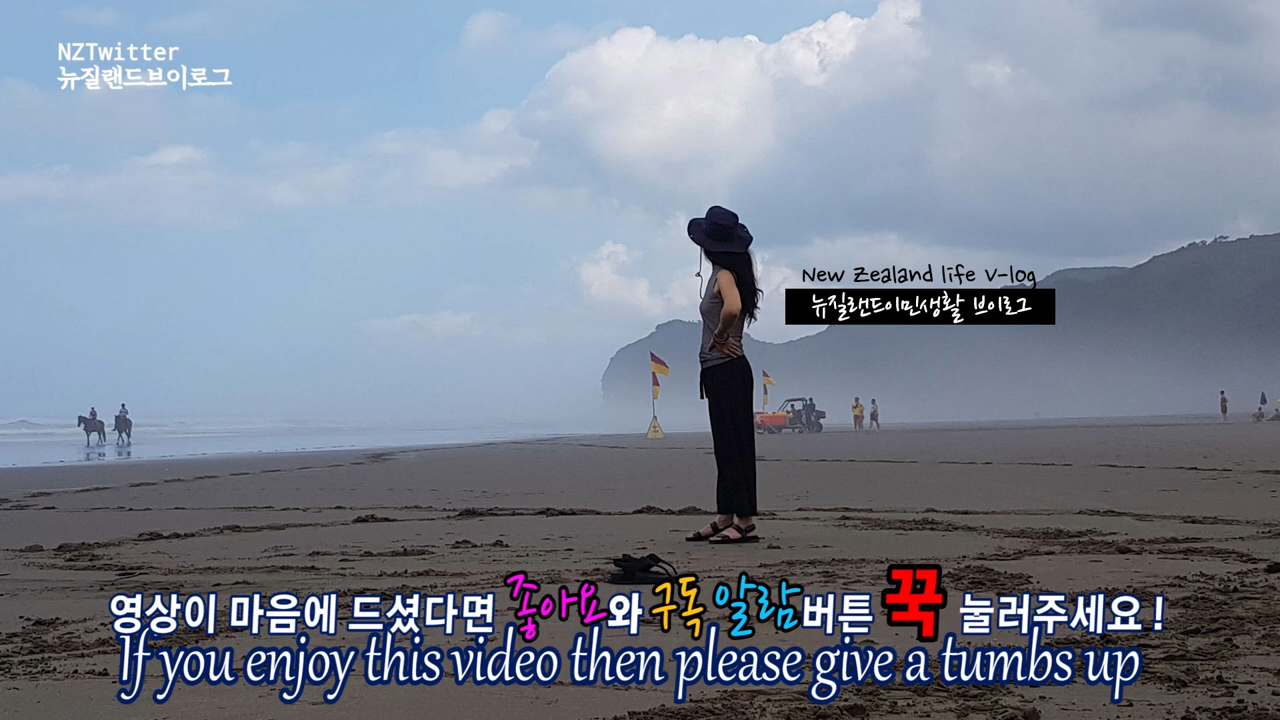 NZTwitter
뉴질랜드브이로그
New Zealand life V-log
뉴질랜드이민생활 브이로그
영상이 마음에 드셨다면 좋아요와 구독 알람버튼 꾹 눌러주세요 !
If you enjoy this video then please give a tumbs up